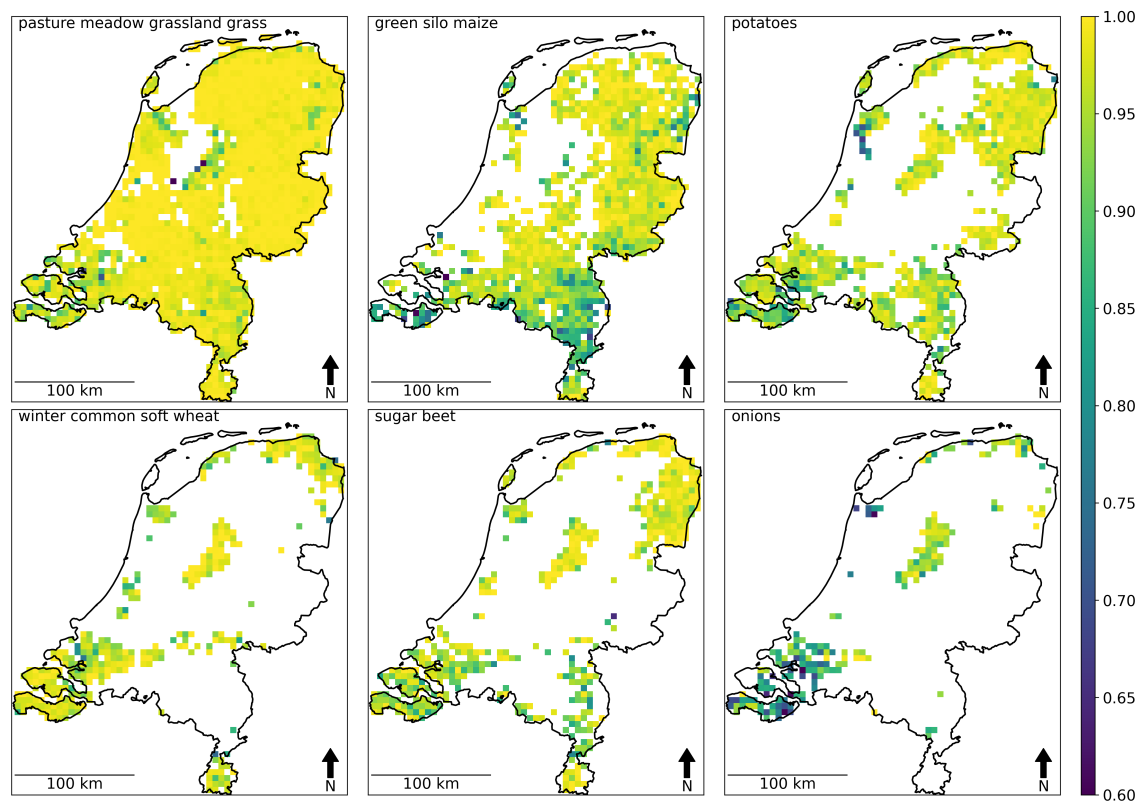 pasture meadow grassland grass
100 km
N
green silo maize
100 km
N
potatoes
100 km
N
winter common soft wheat
100 km
N
sugar beet
100 km
N
onions
100 km
N
1.00
0.95
0.90
0.85
0.80
0.75
0.70
0.65
0.60